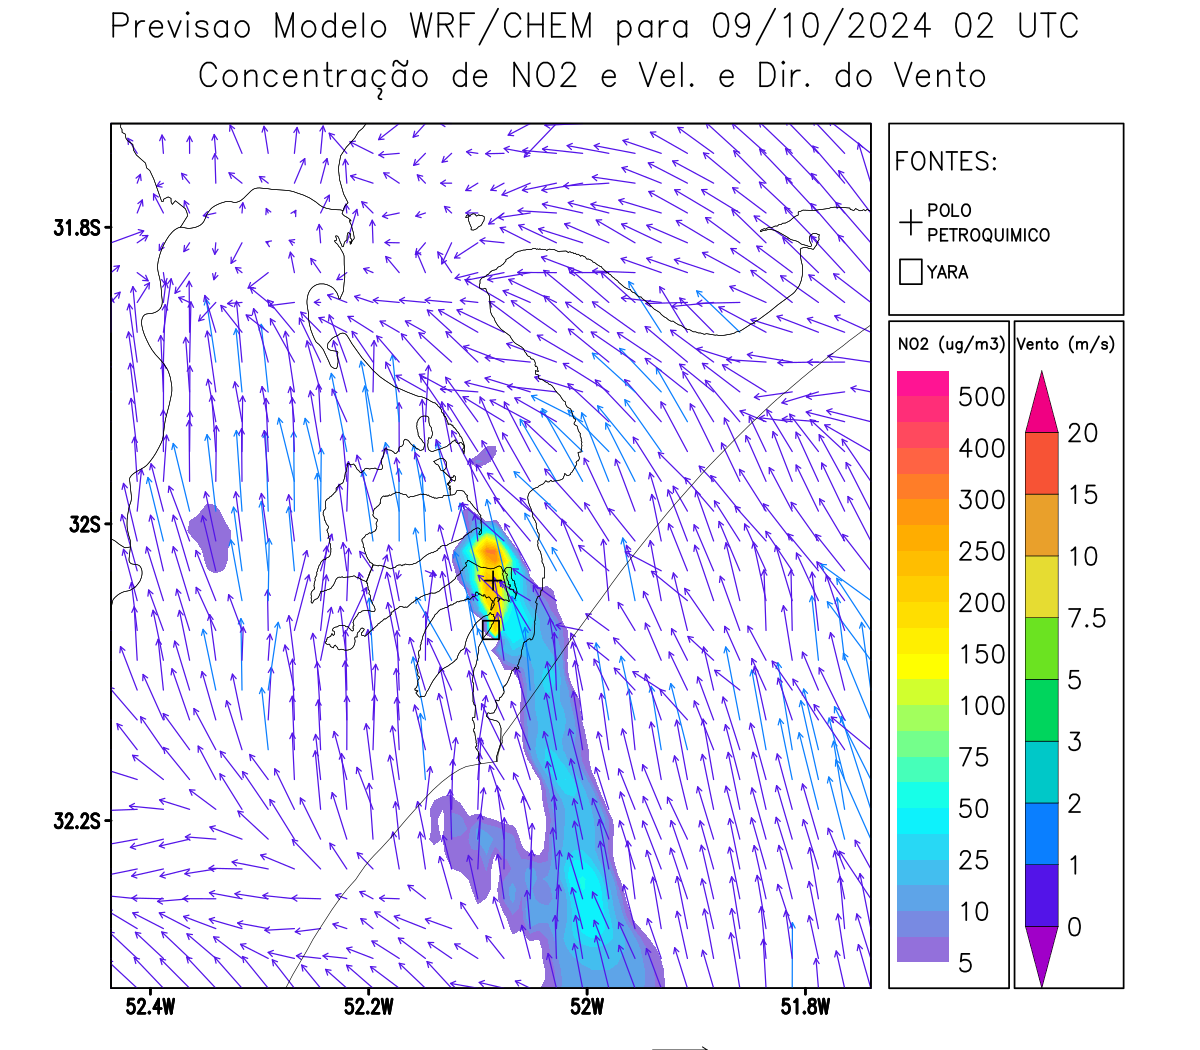 Previsao Modelo WRF/CHEM para 09/10/2024 02 UTC
Concentração de NO2 e Vel. e Dir. do Vento
FONTES:
POLO
PETROQUIMICO
YARA
NO2 (ug/m3)
500
400
300
250
200
150
100
75
50
25
10
5
Vento (m/s)
20
15
10
7.5
5
3
2
1
0
31.8S
32S
32.2S
52.4W
52.2W
52W
51.8W